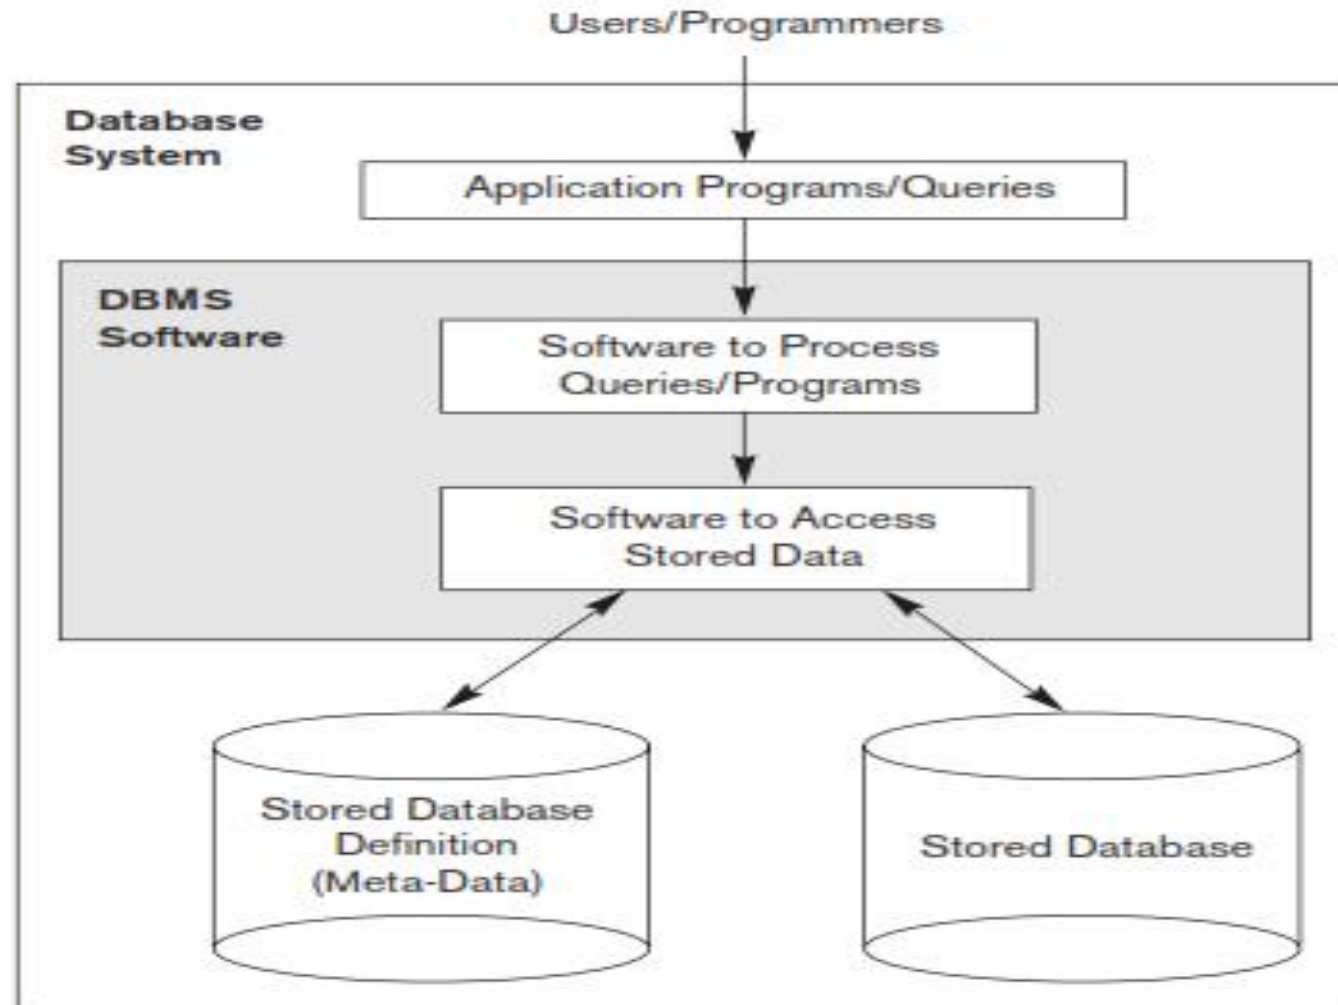 Users/Programmers
Database
System
Application Programs/Queries
DBMS
Software
Software to Process
Queries/Programs
Software to Access
Stored Data
Stored Database
Definition
(Meta-Data)
Stored Database